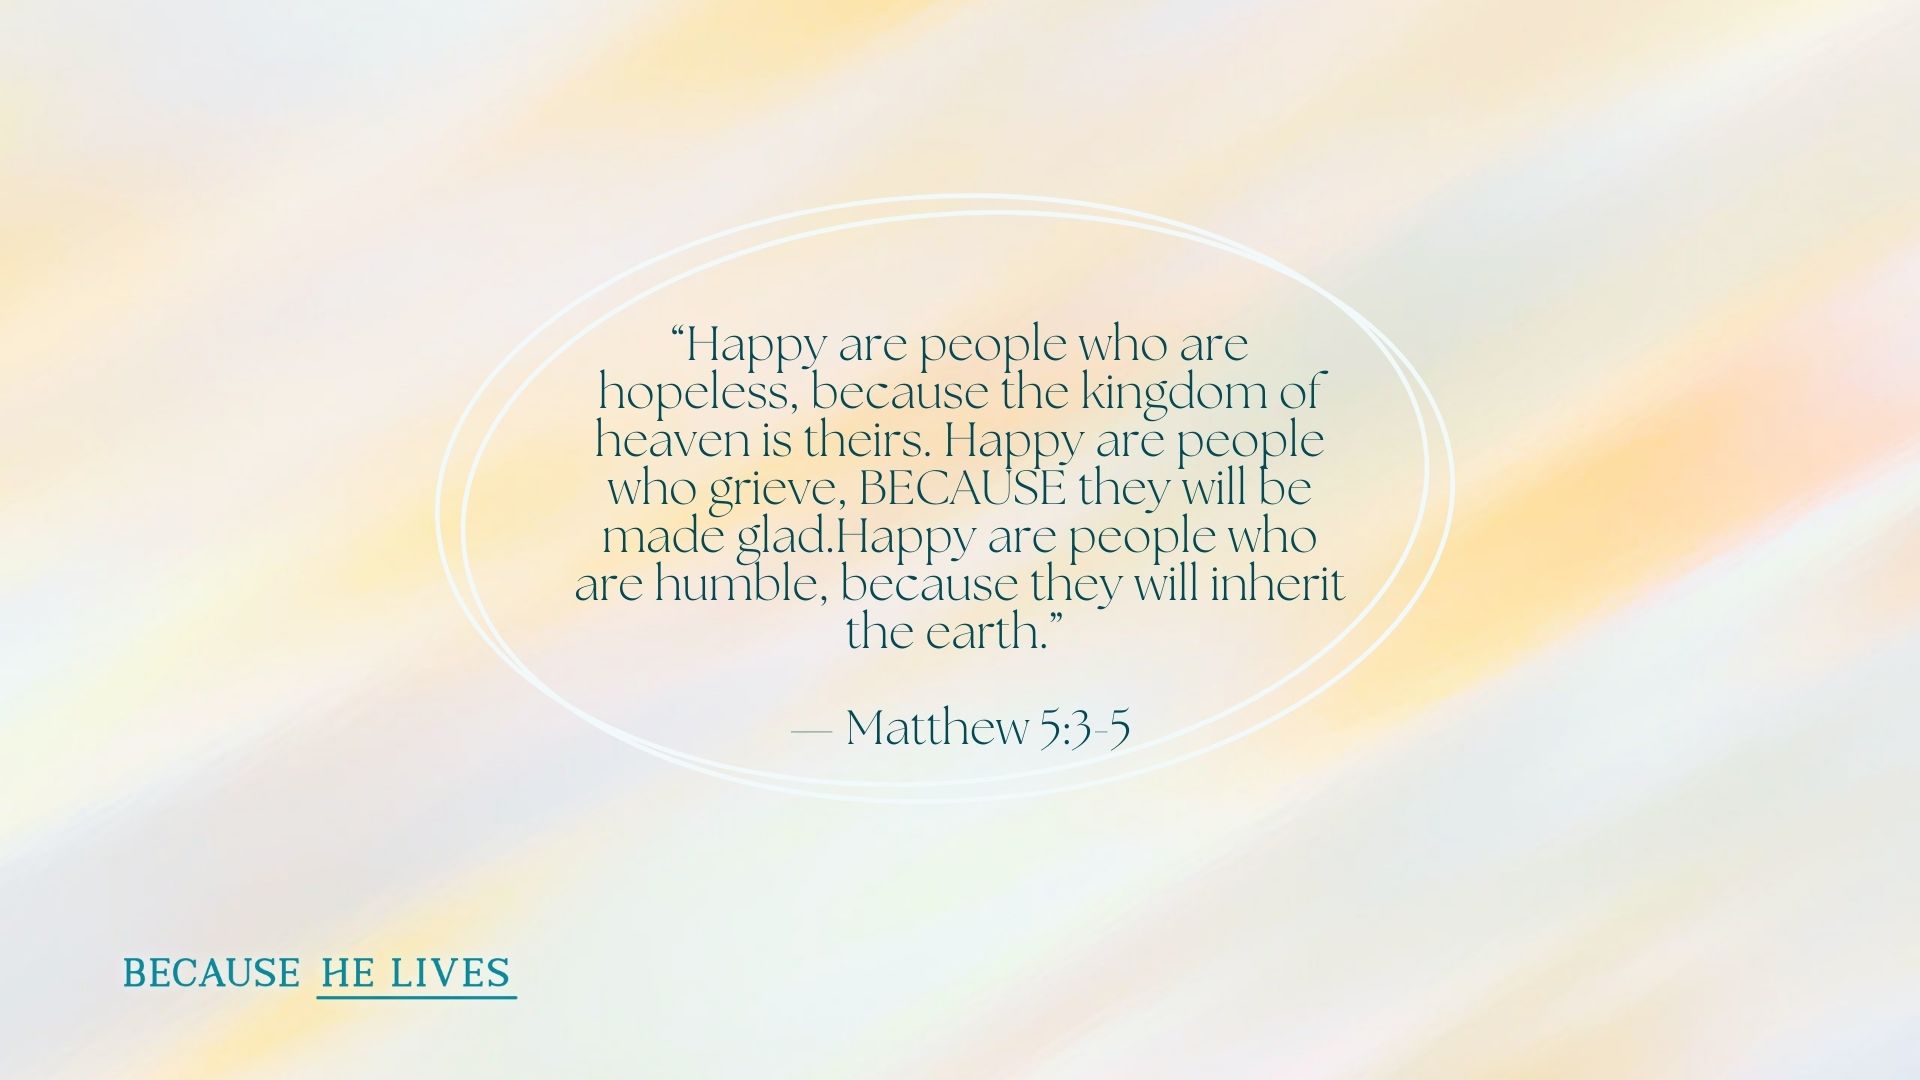 “Happy are people who are
hopeless, because the kingdom of
heaven is theirs. Happy are people
who grieve, BECAUSE they will be
made glad.Happy are people who
are humble, because they will inherit
the earth.”
— Matthew 5:3-5
BECAUSE HE LIVES